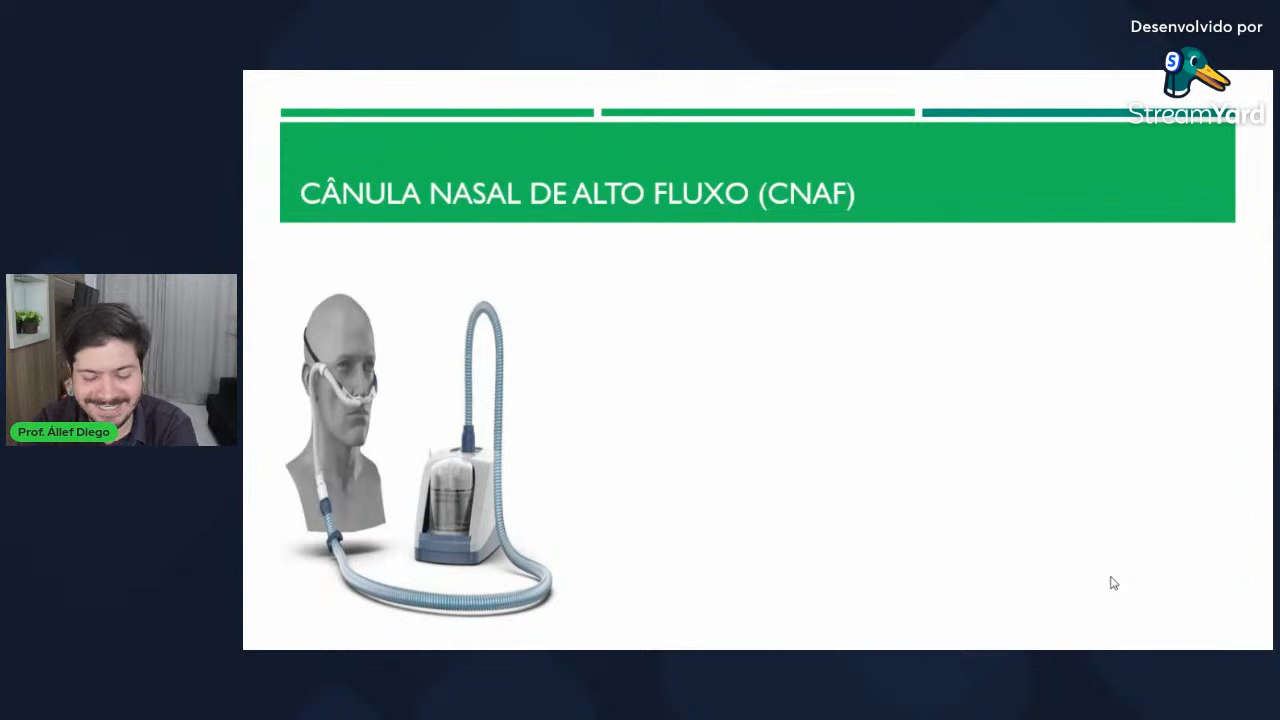 Desenvolvido por
S
StreamYard
CÂNULA NASAL DE ALTO FLUXO (CNAF)
Prof. Állef Diego